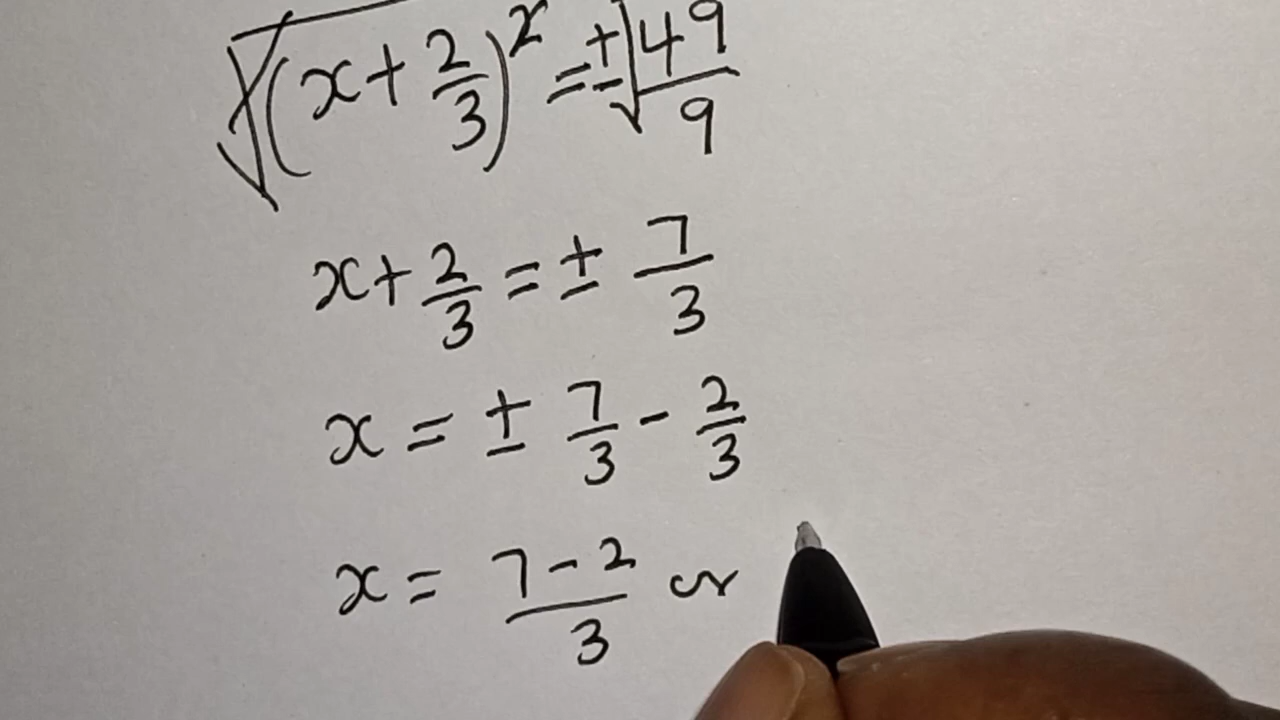 √(x + 2/3)² = ± √49/9
x + 2/3 = ± 7/3
x = ± 7/3 - 2/3
x = 7 - 2/3 or